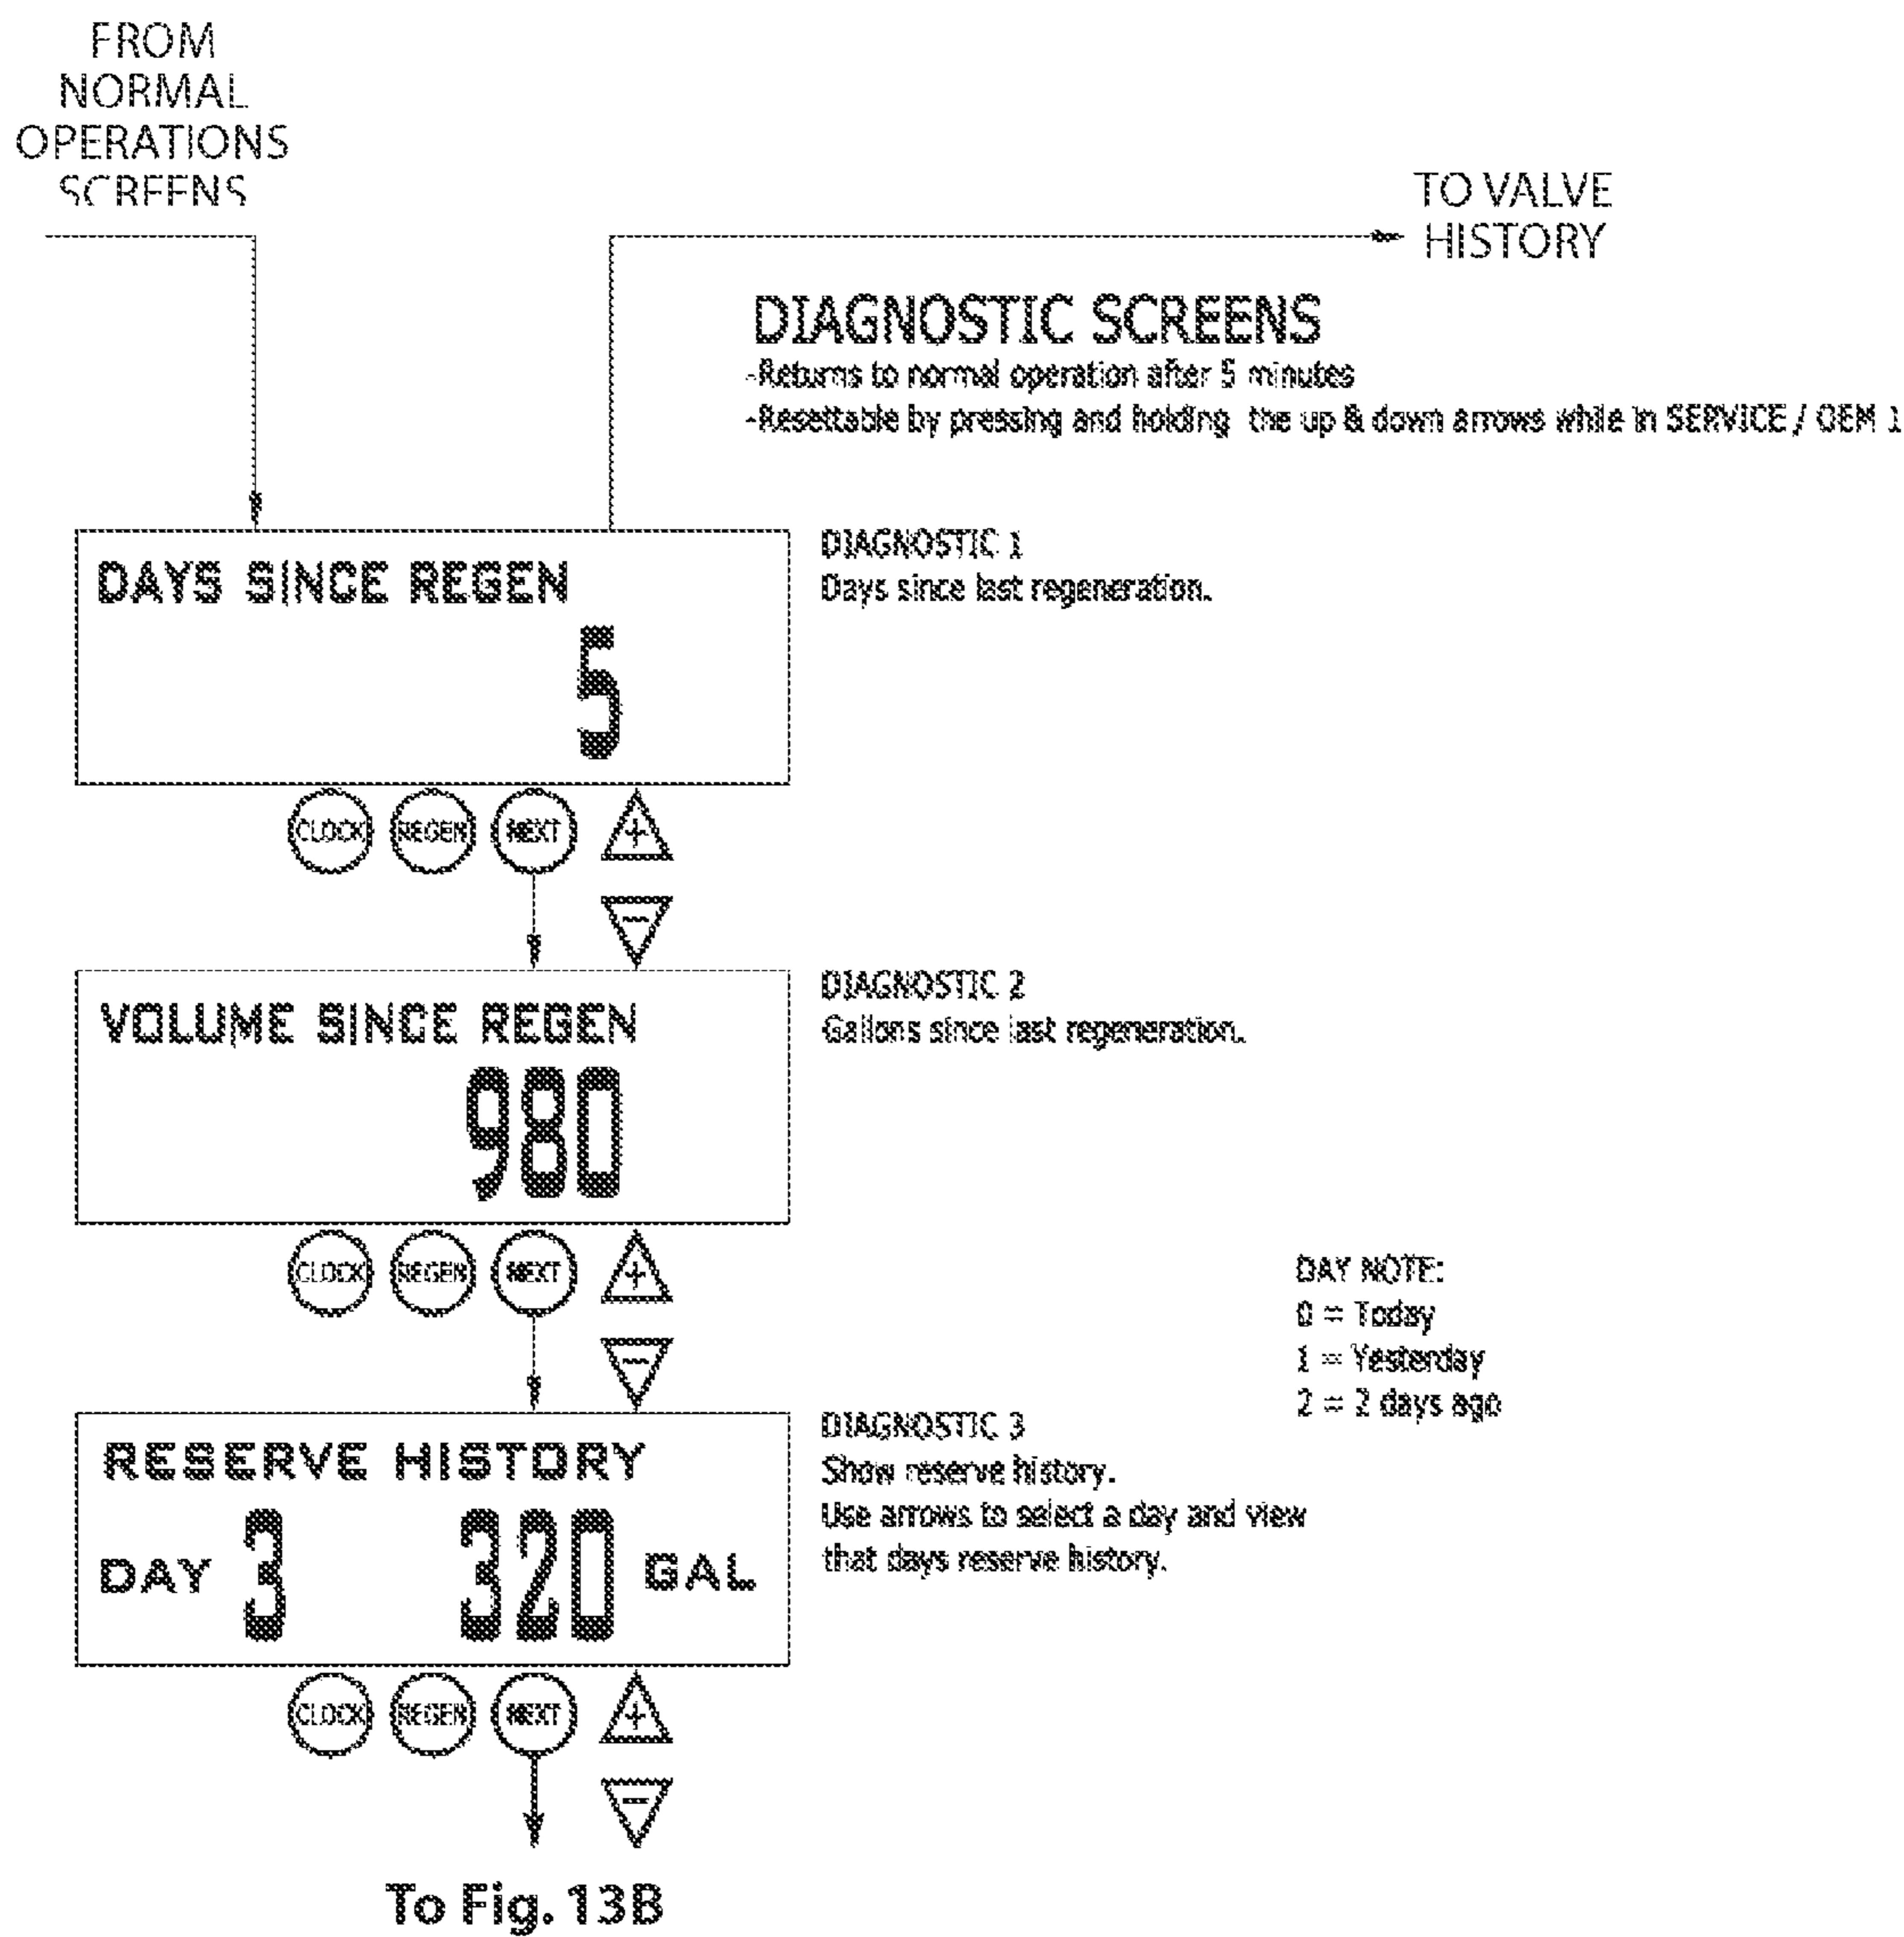 FROM
NORMAL
OPERATIONS
SCREENS
TO VALVE
HISTORY
DIAGNOSTIC SCREENS
-Returns to normal operation after 5 minutes
-Resettable by pressing and holding the up & down arrows while in SERVICE / OEM 1
DAYS SINCE REGEN
5
DIAGNOSTIC 1
Days since last regeneration.
CLOCK REGEN NEXT +
-
VOLUME SINCE REGEN
980
DIAGNOSTIC 2
Gallons since last regeneration.
CLOCK REGEN NEXT +
-
DAY NOTE:
0 = Today
1 = Yesterday
2 = 2 days ago
RESERVE HISTORY
DAY 3 320 GAL
DIAGNOSTIC 3
Show reserve history.
Use arrows to select a day and view
that days reserve history.
CLOCK REGEN NEXT +
-
To Fig. 13B